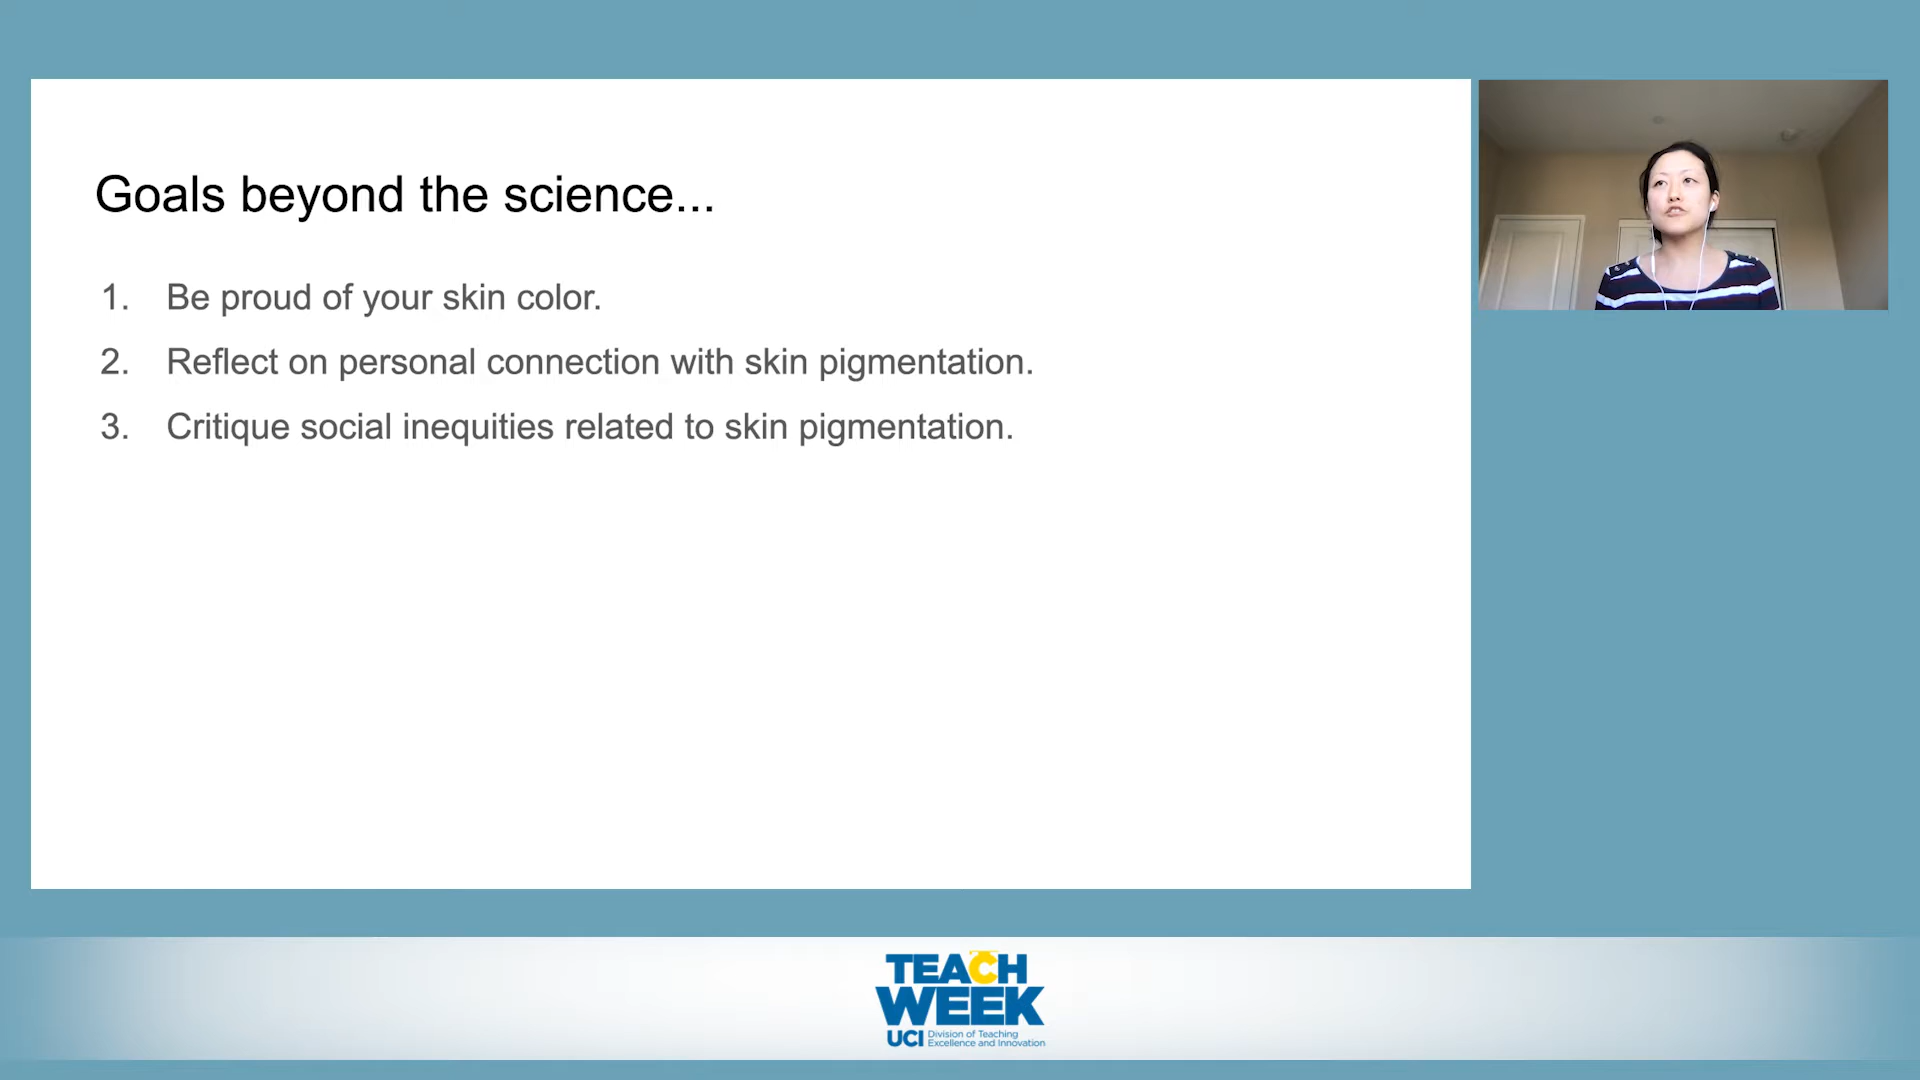 Goals beyond the science...
1. Be proud of your skin color.
2. Reflect on personal connection with skin pigmentation.
3. Critique social inequities related to skin pigmentation.
TEACH
WEEK
UCI Division of Teaching
Excellence and Innovation